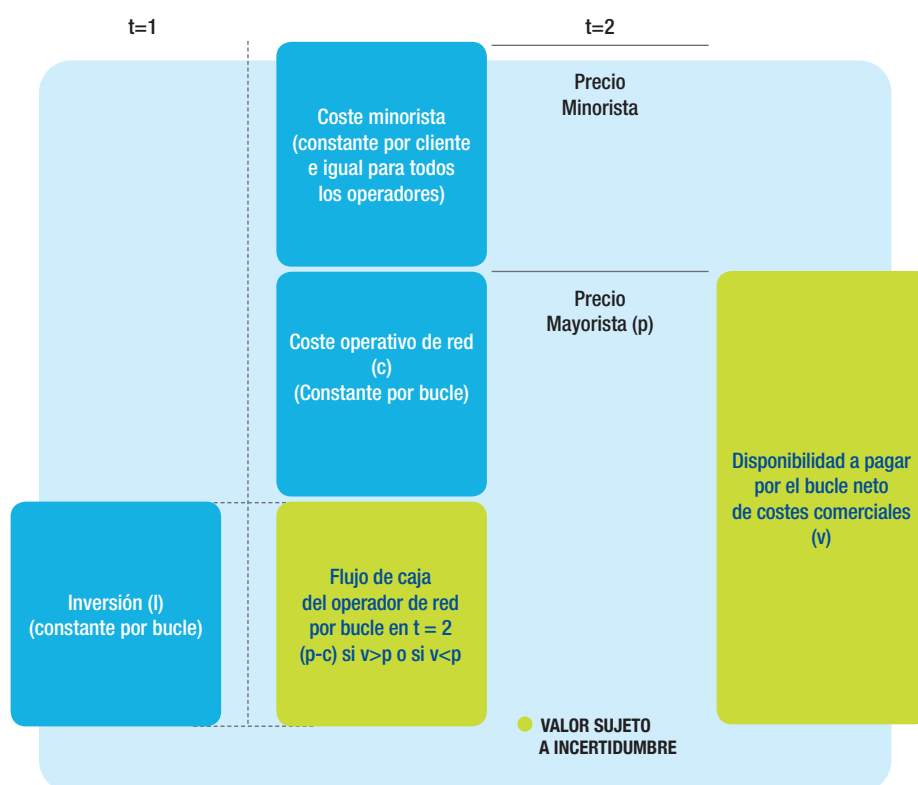 t=1
t=2
Coste minorista
(constante por cliente
e igual para todos
los operadores)
Precio
Minorista
Coste operativo de red
(c)
(Constante por bucle)
Precio
Mayorista (p)
Disponibilidad a pagar
por el bucle neto
de costes comerciales
(v)
Inversión (I)
(constante por bucle)
Flujo de caja
del operador de red
por bucle en t = 2
(p-c) si v>p o si v<p
VALOR SUJETO
A INCERTIDUMBRE